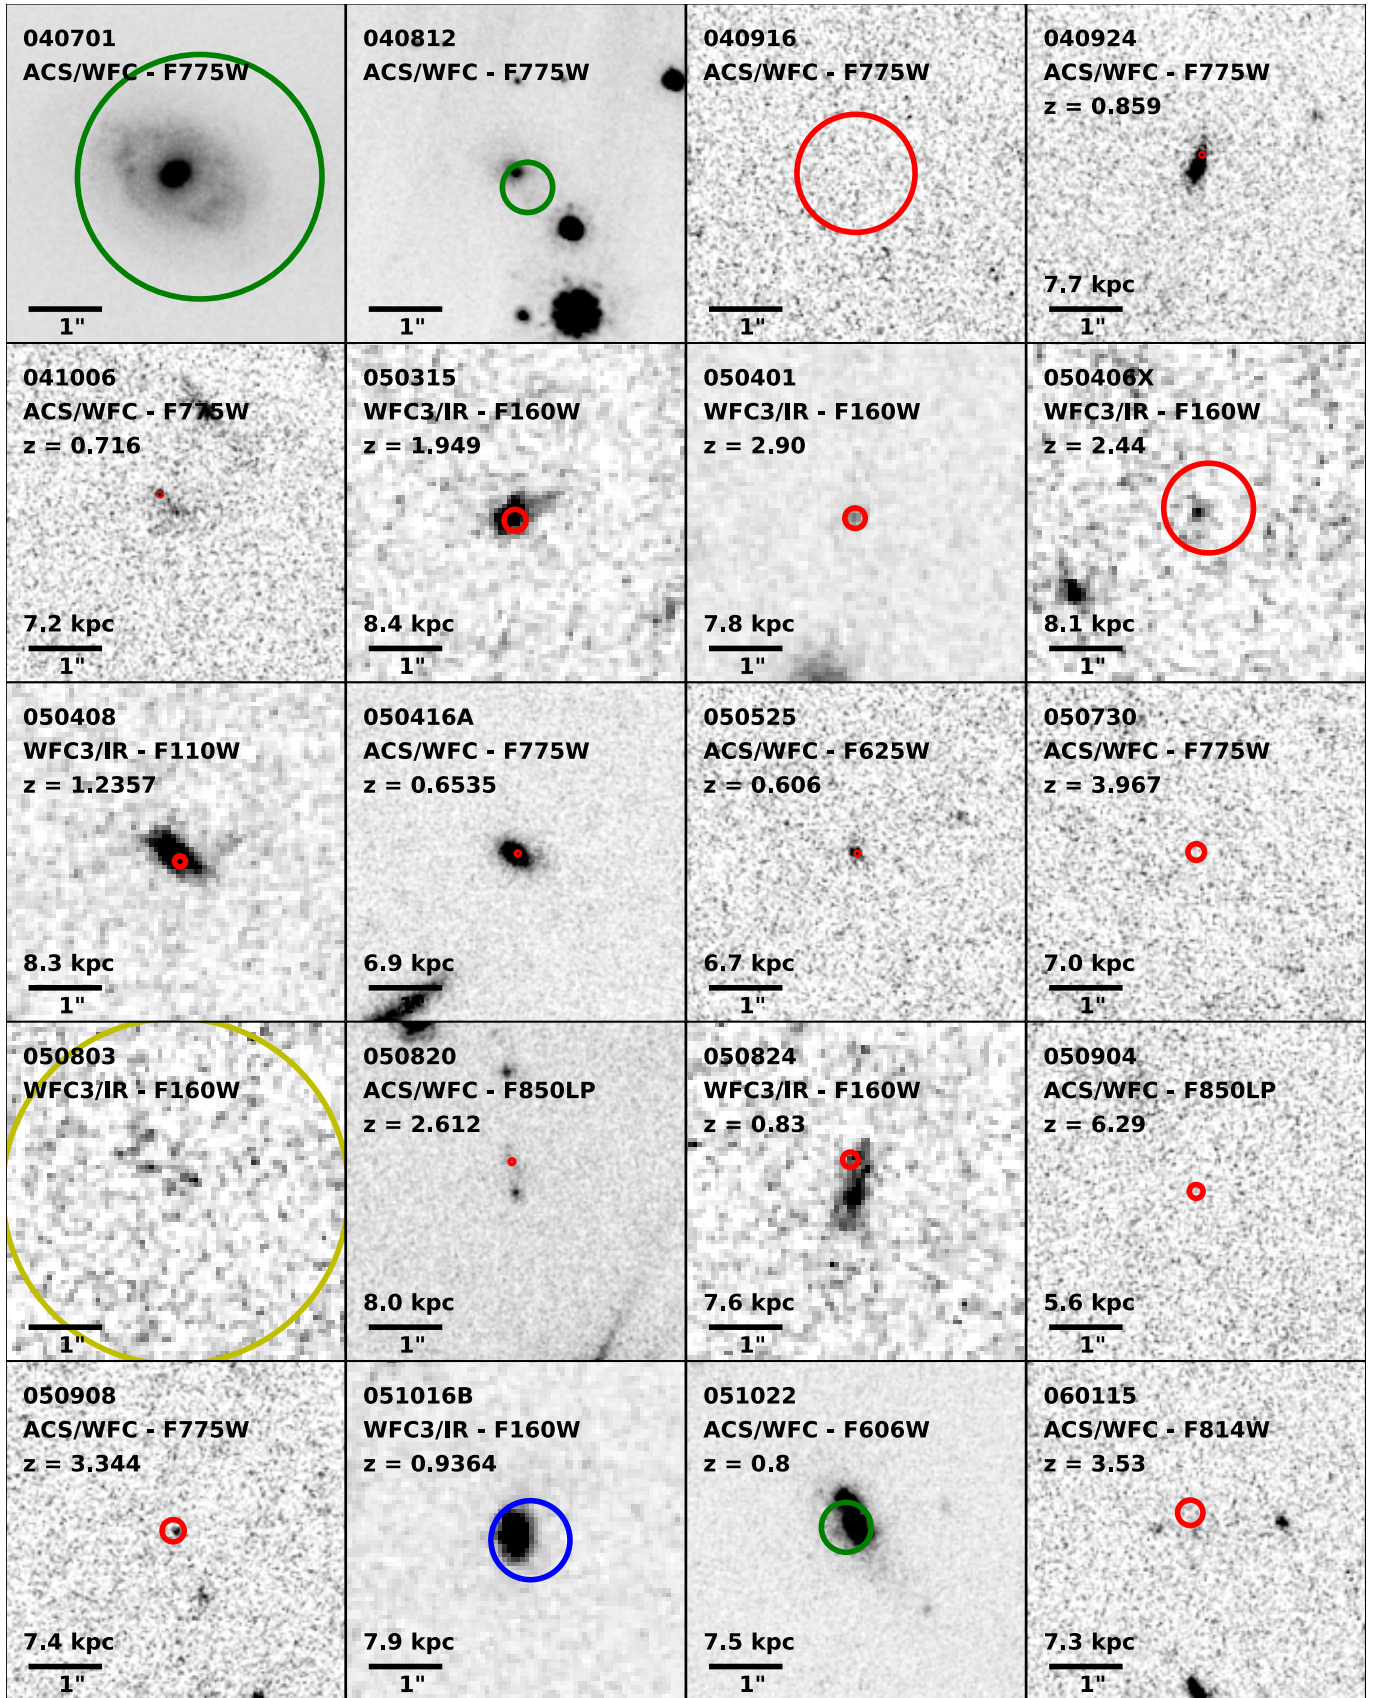 040701
ACS/WFC - F775W
1"
040812
ACS/WFC - F775W
1"
040916
ACS/WFC - F775W
1"
040924
ACS/WFC - F775W
z = 0.859
7.7 kpc
1"
041006
ACS/WFC - F775W
z = 0.716
7.2 kpc
1"
050315
WFC3/IR - F160W
z = 1.949
8.4 kpc
1"
050401
WFC3/IR - F160W
z = 2.90
7.8 kpc
1"
050406X
WFC3/IR - F160W
z = 2.44
8.1 kpc
1"
050408
WFC3/IR - F110W
z = 1.2357
8.3 kpc
1"
050416A
ACS/WFC - F775W
z = 0.6535
6.9 kpc
1"
050525
ACS/WFC - F625W
z = 0.606
6.7 kpc
1"
050730
ACS/WFC - F775W
z = 3.967
7.0 kpc
1"
050803
WFC3/IR - F160W
1"
050820
ACS/WFC - F850LP
z = 2.612
8.0 kpc
1"
050824
WFC3/IR - F160W
z = 0.83
7.6 kpc
1"
050904
ACS/WFC - F850LP
z = 6.29
5.6 kpc
1"
050908
ACS/WFC - F775W
z = 3.344
7.4 kpc
1"
051016B
WFC3/IR - F160W
z = 0.9364
7.9 kpc
1"
051022
ACS/WFC - F606W
z = 0.8
7.5 kpc
1"
060115
ACS/WFC - F814W
z = 3.53
7.3 kpc
1"